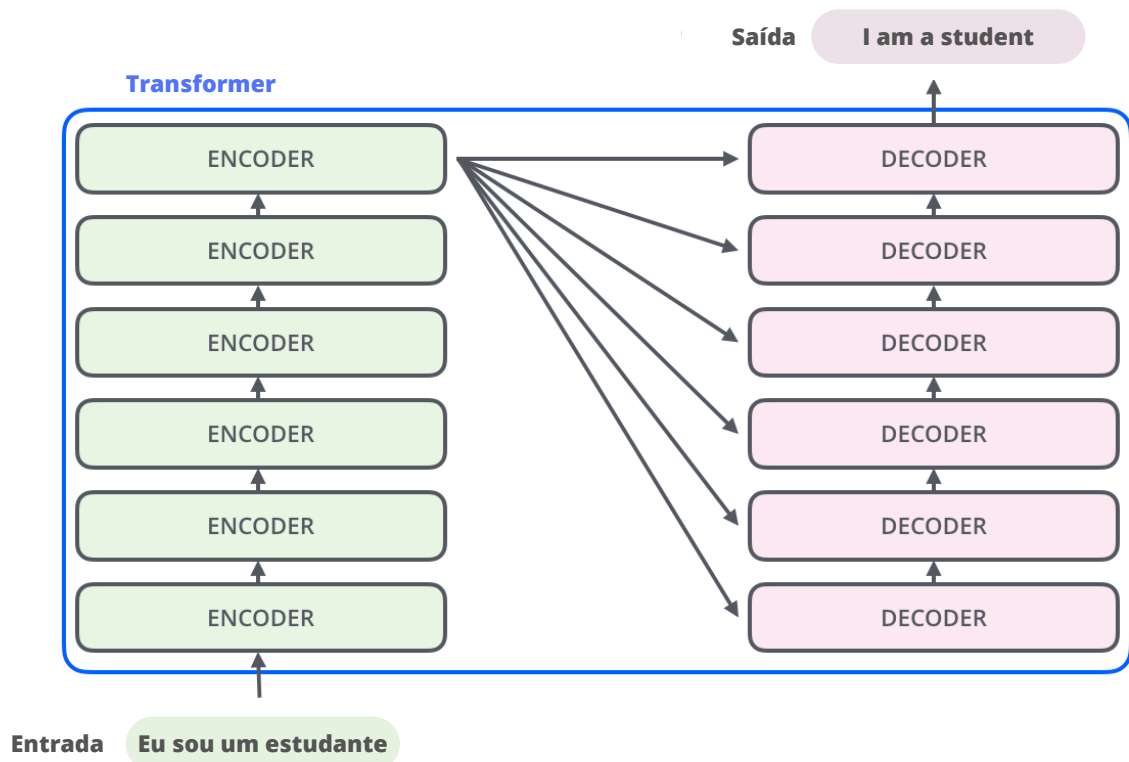 Saída I am a student
Transformer
ENCODER DECODER
ENCODER DECODER
ENCODER DECODER
ENCODER DECODER
ENCODER DECODER
ENCODER DECODER
Entrada Eu sou um estudante